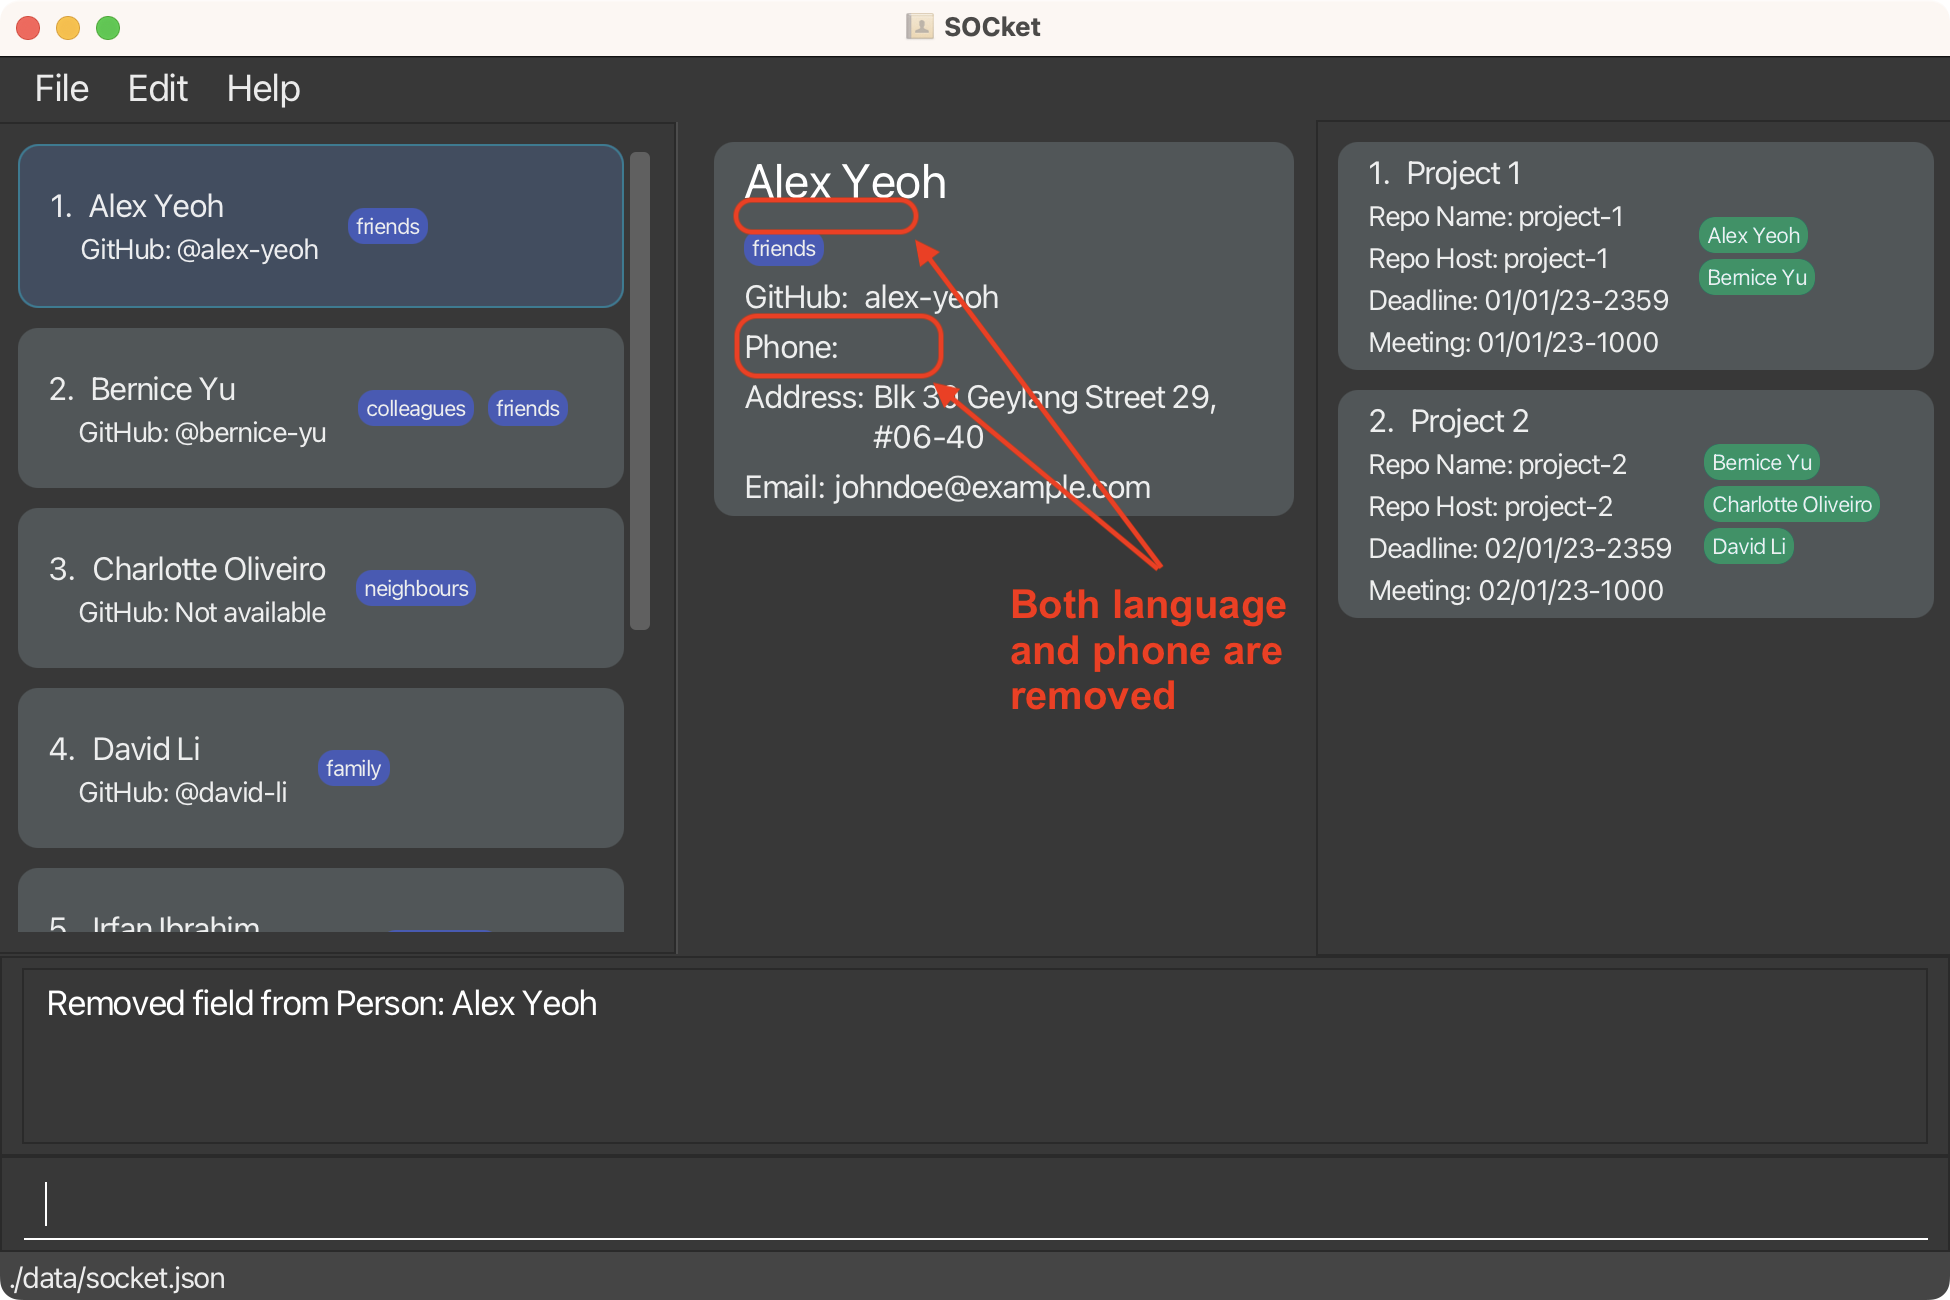 SOCket
File Edit Help
1. Alex Yeoh
GitHub: @alex-yeoh
friends
2. Bernice Yu
GitHub: @bernice-yu
colleagues friends
3. Charlotte Oliveiro
GitHub: Not available
neighbours
4. David Li
GitHub: @david-li
family
5. Irfan Ibrahim
Alex Yeoh
friends
GitHub: alex-yeoh
Phone:
Address: Blk 30 Geylang Street 29,
#06-40
Email: johndoe@example.com
Both language
and phone are
removed
1. Project 1
Repo Name: project-1
Repo Host: project-1
Deadline: 01/01/23-2359
Meeting: 01/01/23-1000
Alex Yeoh
Bernice Yu
2. Project 2
Repo Name: project-2
Repo Host: project-2
Deadline: 02/01/23-2359
Meeting: 02/01/23-1000
Bernice Yu
Charlotte Oliveiro
David Li
Removed field from Person: Alex Yeoh
./data/socket.json